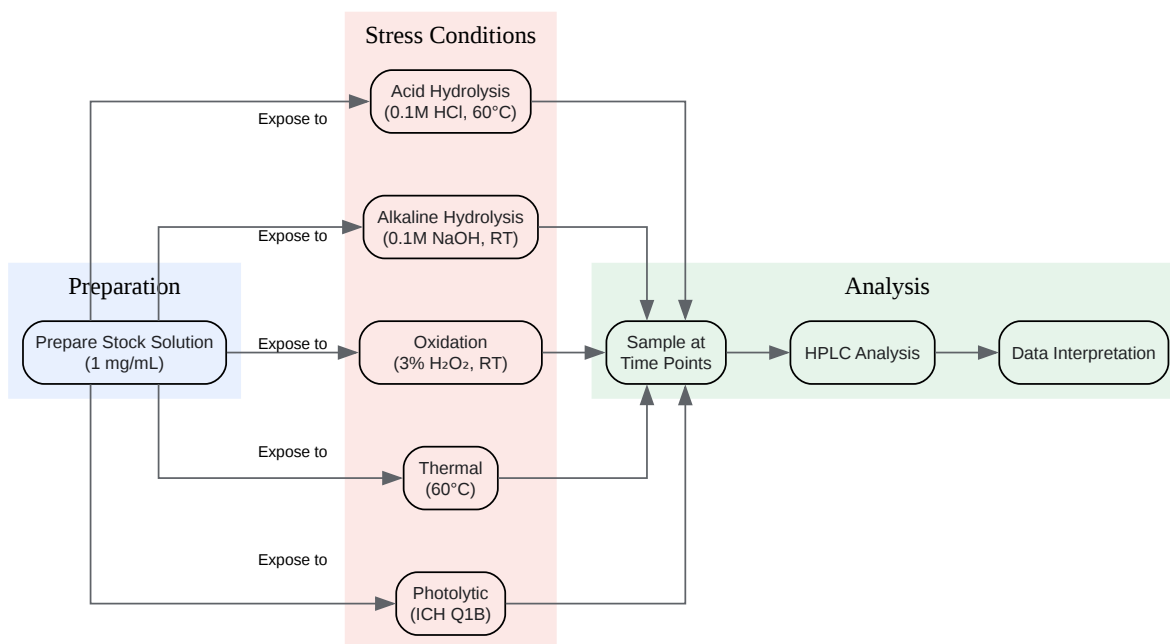 Stress Conditions
Acid Hydrolysis
(0.1M HCl, 60°C)
Expose to
Alkaline Hydrolysis
(0.1M NaOH, RT)
Expose to
Preparation
Analysis
Prepare Stock Solution
(1 mg/mL)
Expose to
Oxidation
(3% H₂O₂, RT)
Sample at
Time Points
HPLC Analysis
Data Interpretation
Expose to
Thermal
(60°C)
Expose to
Photolytic
(ICH Q1B)